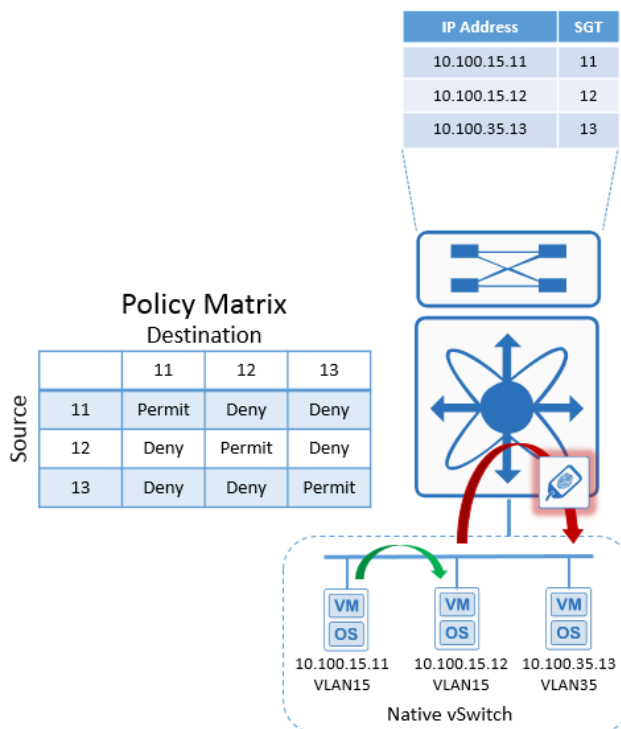 IP Address SGT
10.100.15.11 11
10.100.15.12 12
10.100.35.13 13
Policy Matrix
Destination
11 12 13
Source
11 Permit Deny Deny
12 Deny Permit Deny
13 Deny Deny Permit
VM VM VM
OS OS OS
10.100.15.11 10.100.15.12 10.100.35.13
VLAN15 VLAN15 VLAN35
Native vSwitch